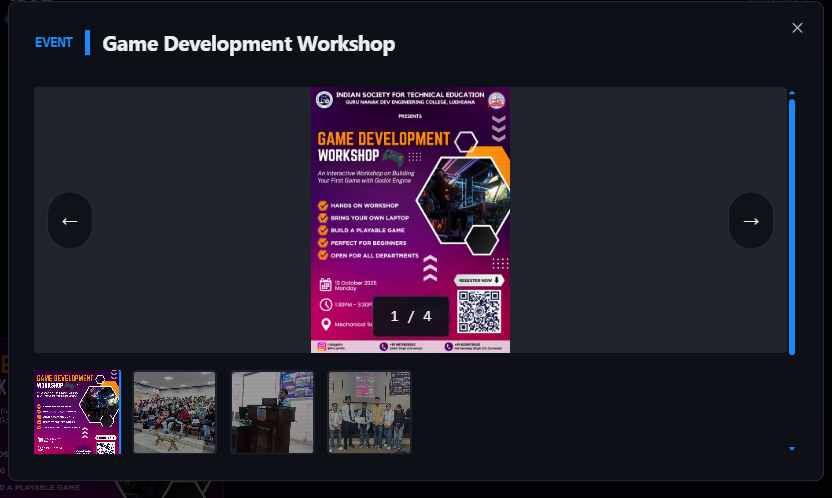 EVENT
Game Development Workshop
INDIAN SOCIETY FOR TECHNICAL EDUCATION
GURU NANAK DEV ENGINEERING COLLEGE, LUDHIANA
PRESENTS
GAME DEVELOPMENT
WORKSHOP
An Interactive Workshop on Building
Your First Game with Godot Engine
HANDS ON WORKSHOP
BRING YOUR OWN LAPTOP
BUILD A PLAYABLE GAME
PERFECT FOR BEGINNERS
OPEN FOR ALL DEPARTMENTS
13 October 2025
Monday
REGISTER NOW
1:30PM - 3:30P
Mechanical S
1 / 4
GAME DEVELOPMENT
WORKSHOP
D A PLAYABLE GAME